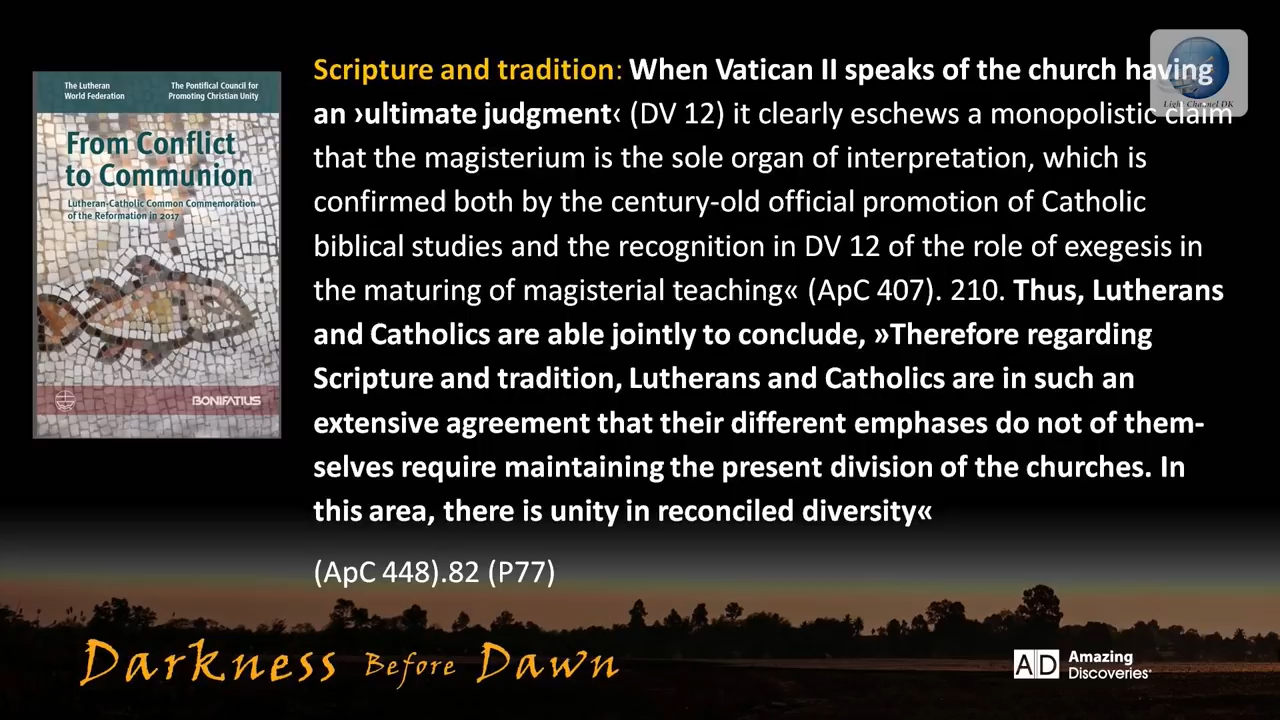 The Lutheran
World Federation
The Pontifical Council for
Promoting Christian Unity
From Conflict
to Communion
Lutheran-Catholic Common Commemoration
of the Reformation in 2017
BONIFATIUS
Light Channel DK
Scripture and tradition: When Vatican II speaks of the church having
an ›ultimate judgment‹ (DV 12) it clearly eschews a monopolistic claim
that the magisterium is the sole organ of interpretation, which is
confirmed both by the century-old official promotion of Catholic
biblical studies and the recognition in DV 12 of the role of exegesis in
the maturing of magisterial teaching« (ApC 407). 210. Thus, Lutherans
and Catholics are able jointly to conclude, »Therefore regarding
Scripture and tradition, Lutherans and Catholics are in such an
extensive agreement that their different emphases do not of them-
selves require maintaining the present division of the churches. In
this area, there is unity in reconciled diversity«
(ApC 448).82 (P77)
Darkness Before Dawn
AD
Amazing
Discoveries